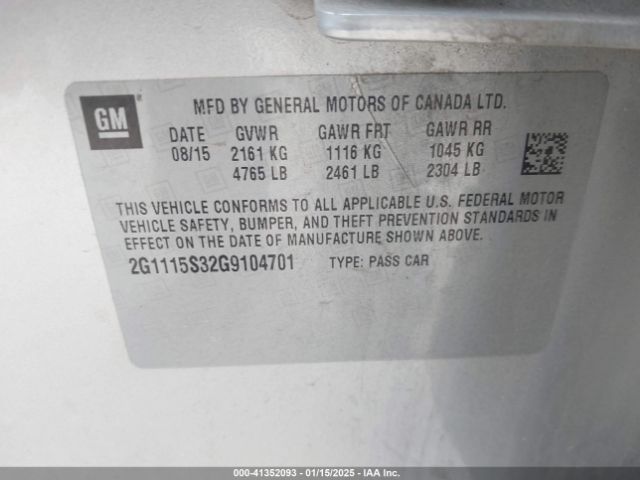 GM
MFD BY GENERAL MOTORS OF CANADA LTD.
DATE GVWR GAWR FRT GAWR RR
08/15 2161 KG 1116 KG 1045 KG
4765 LB 2461 LB 2304 LB
THIS VEHICLE CONFORMS TO ALL APPLICABLE U.S. FEDERAL MOTOR
VEHICLE SAFETY, BUMPER, AND THEFT PREVENTION STANDARDS IN
EFFECT ON THE DATE OF MANUFACTURE SHOWN ABOVE.
2G1115S32G9104701 TYPE: PASS CAR
000-41352093 - 01/15/2025 - IAA Inc.